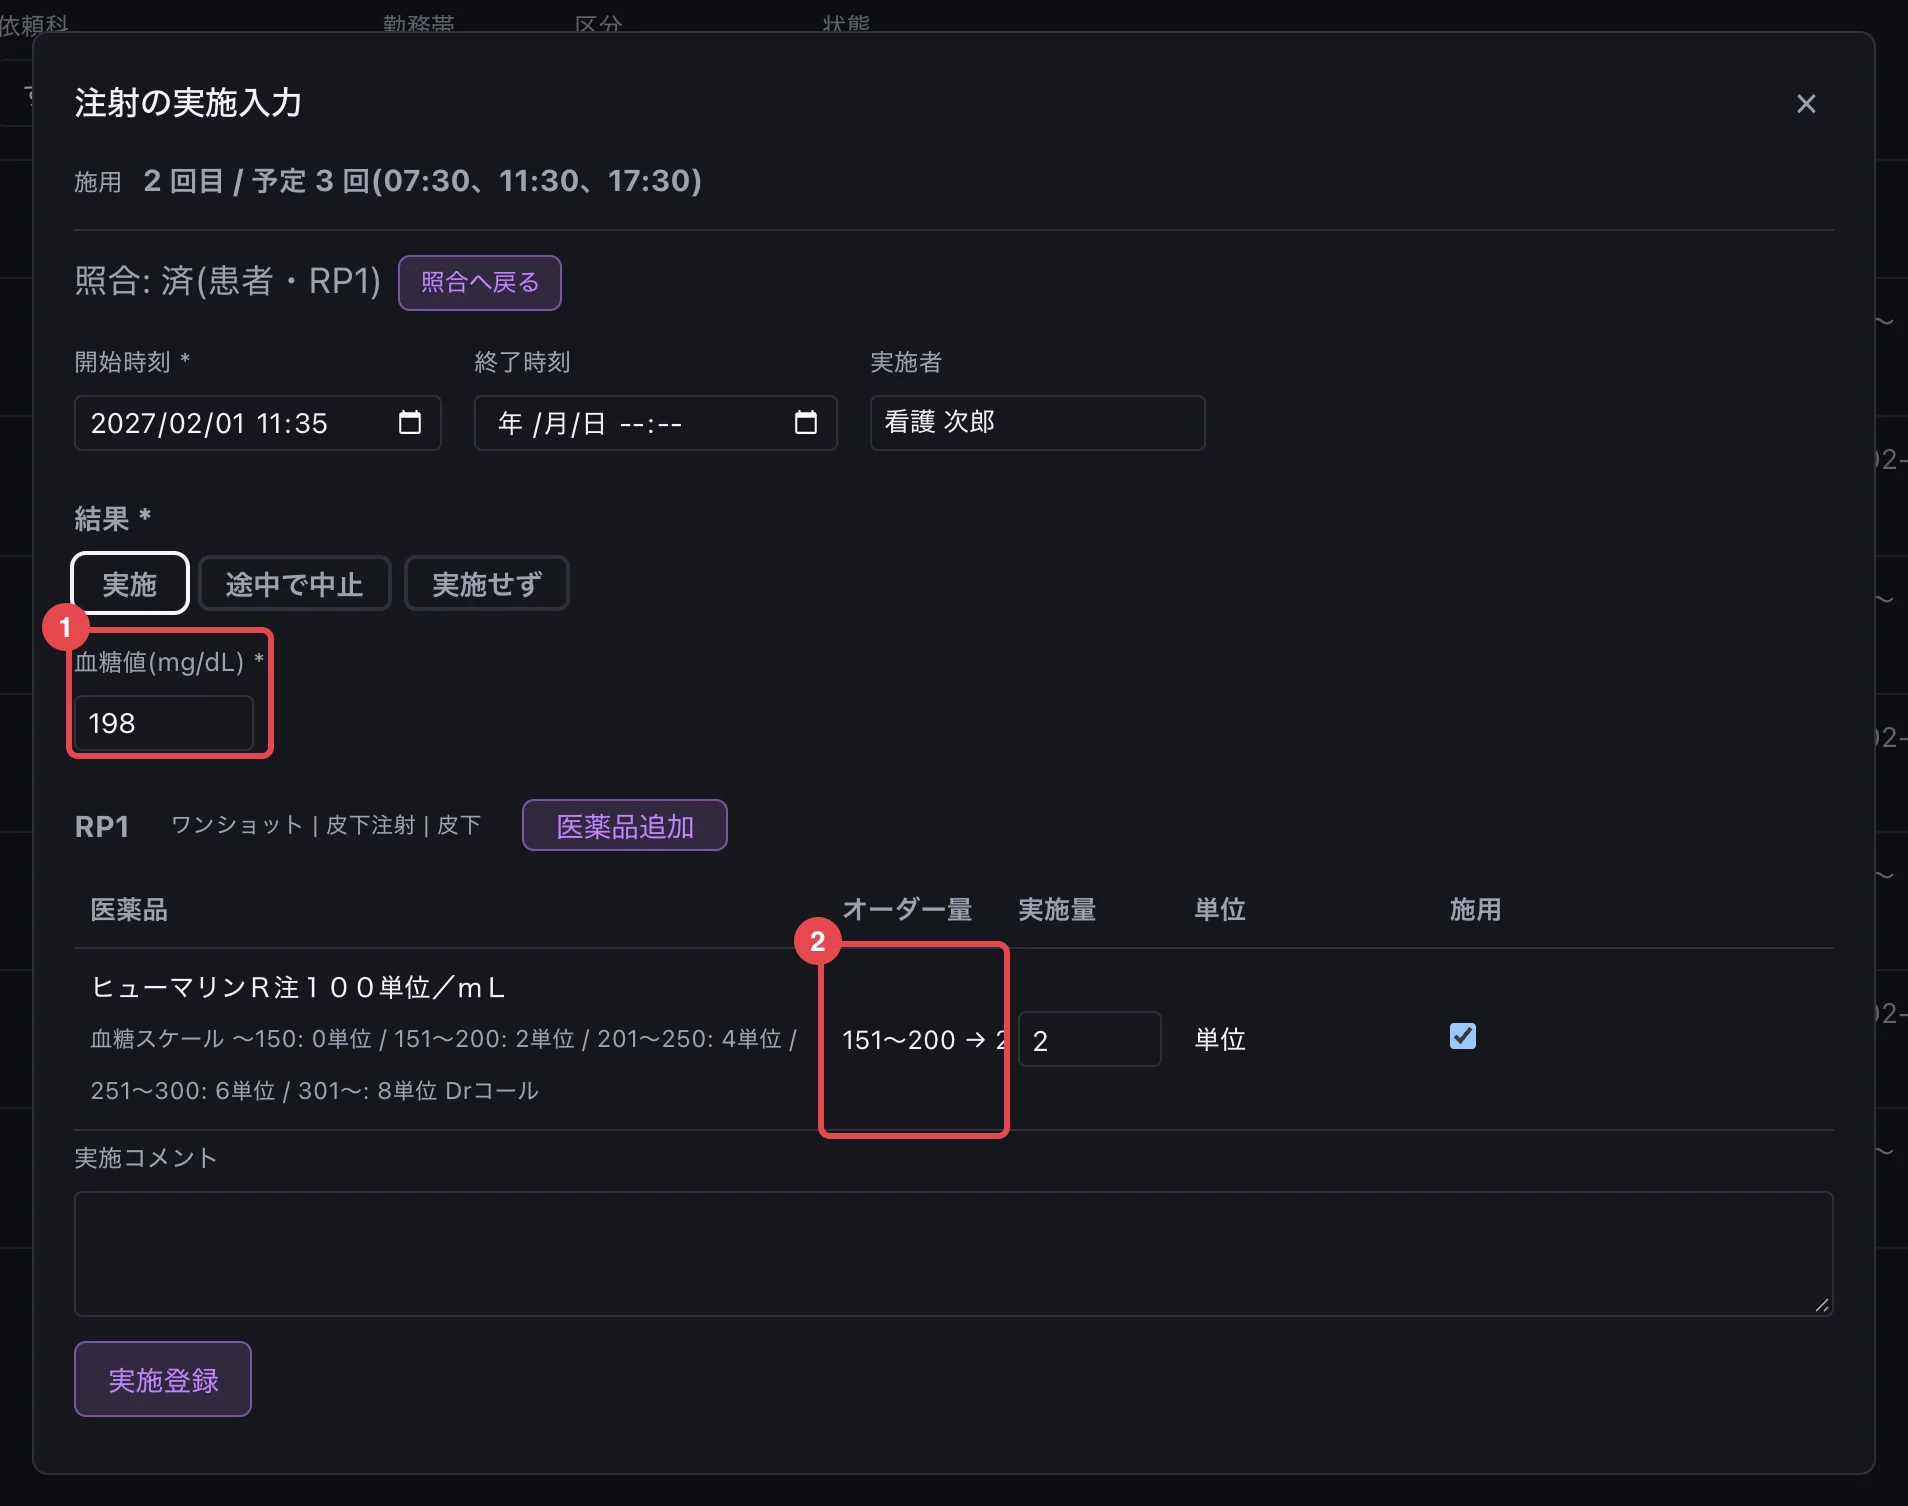 依頼科 勤務帯 区分 状態
注射の実施入力 ×
施用 2 回目 / 予定 3 回(07:30、11:30、17:30)
照合: 済(患者・RP1) 照合へ戻る
開始時刻 * 終了時刻 実施者
2027/02/01 11:35 年 /月/日 --:-- 看護 次郎
結果 *
実施 途中で中止 実施せず
1
血糖値(mg/dL) *
198
RP1 ワンショット | 皮下注射 | 皮下 医薬品追加
医薬品 オーダー量 実施量 単位 施用
2
ヒューマリンR注100単位/mL
血糖スケール 〜150: 0単位 / 151〜200: 2単位 / 201〜250: 4単位 /
251〜300: 6単位 / 301〜: 8単位 Drコール
151〜200 → 2 2 単位
実施コメント
実施登録